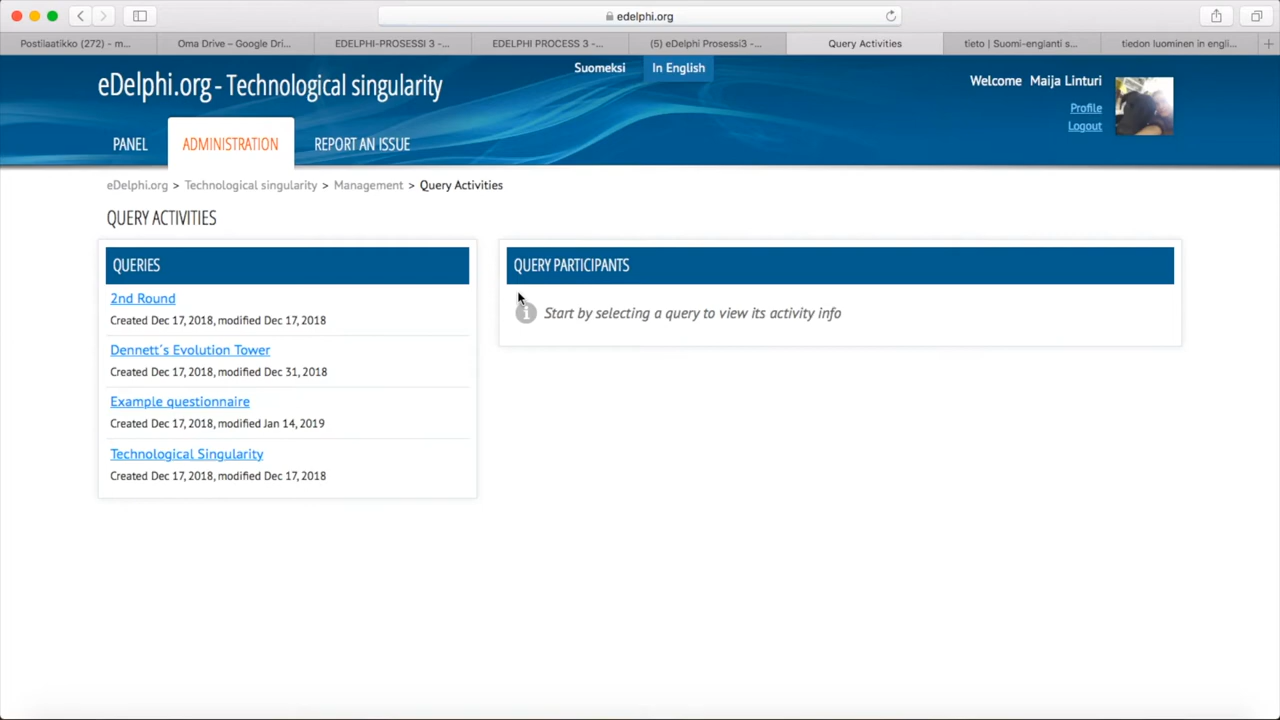 edelphi.org
Postilaatikko (272) – m...
Oma Drive – Google Dri...
EDELPHI-PROSESSI 3 -...
EDELPHI PROCESS 3 -...
(5) eDelphi Prosessi3 -...
Query Activities
tieto | Suomi-englanti s...
tiedon luominen in engli...
Suomeksi
In English
eDelphi.org - Technological singularity
Welcome Maija Linturi
Profile
Logout
PANEL
ADMINISTRATION
REPORT AN ISSUE
eDelphi.org > Technological singularity > Management > Query Activities
QUERY ACTIVITIES
QUERIES
2nd Round
Created Dec 17, 2018, modified Dec 17, 2018
Dennett´s Evolution Tower
Created Dec 17, 2018, modified Dec 31, 2018
Example questionnaire
Created Dec 17, 2018, modified Jan 14, 2019
Technological Singularity
Created Dec 17, 2018, modified Dec 17, 2018
QUERY PARTICIPANTS
Start by selecting a query to view its activity info